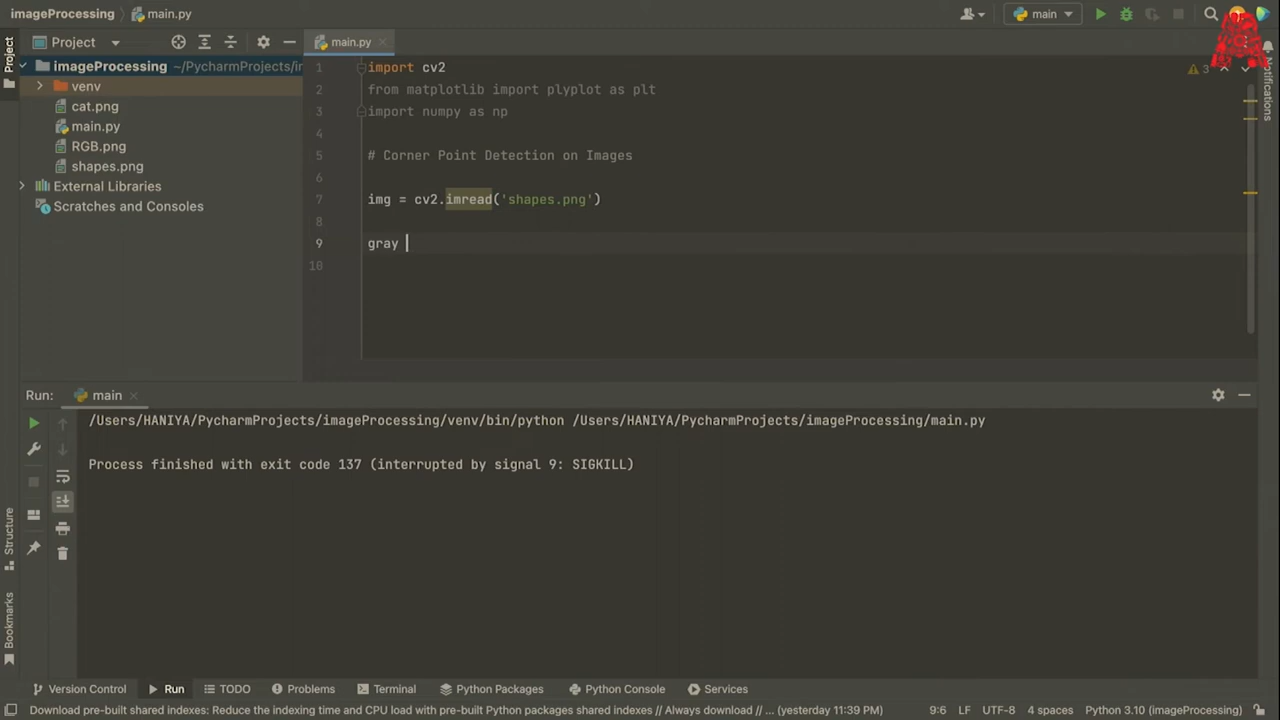 imageProcessing main.py
main
Project
main.py
Project
imageProcessing ~/PycharmProjects/ir
venv
cat.png
main.py
RGB.png
shapes.png
External Libraries
Scratches and Consoles
1 import cv2
2 from matplotlib import plyplot as plt
3 import numpy as np
4
5 # Corner Point Detection on Images
6
7 img = cv2.imread('shapes.png')
8
9 gray
10
3
Notifications
Run: main
/Users/HANIYA/PycharmProjects/imageProcessing/venv/bin/python /Users/HANIYA/PycharmProjects/imageProcessing/main.py
Process finished with exit code 137 (interrupted by signal 9: SIGKILL)
Structure
Bookmarks
Version Control Run TODO Problems Terminal Python Packages Python Console Services
Download pre-built shared indexes: Reduce the indexing time and CPU load with pre-built Python packages shared indexes // Always download // ... (yesterday 11:39 PM) 9:6 LF UTF-8 4 spaces Python 3.10 (imageProcessing)